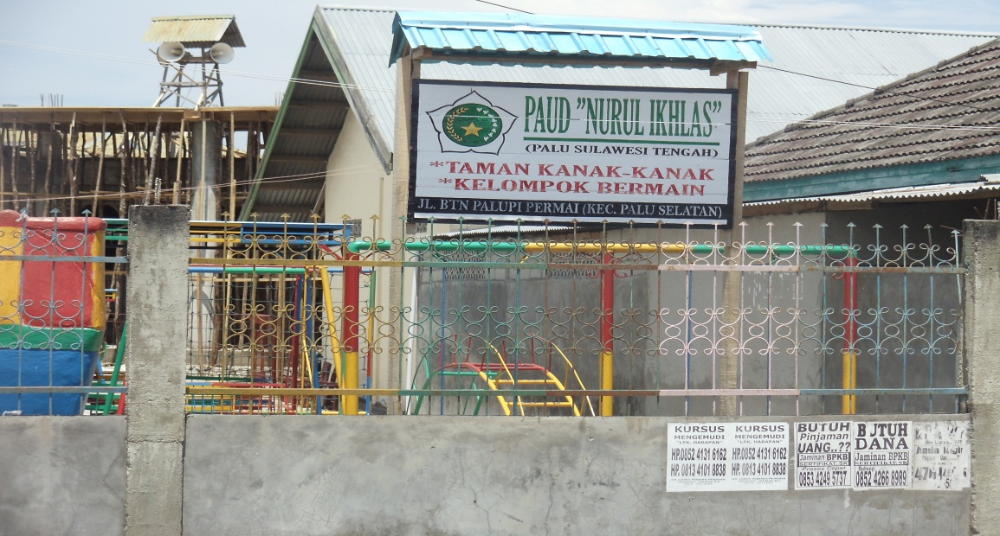 PAUD "NURUL IKHLAS"
(PALU SULAWESI TENGAH)
*TAMAN KANAK-KANAK
*KELOMPOK BERMAIN
JL. BTN PALUPI PERMAI (KEC. PALU SELATAN)
KURSUS
MENGEMUDI
"LPK. HARAPAN"
HP.0852 4131 6162
HP. 0813 4101 8838
KURSUS
MENGEMUDI
"LPK. HARAPAN"
HP.0852 4131 6162
HP. 0813 4101 8838
BUTUH
Pinjaman
UANG..??
Jaminan BPKB
SERTIFIKAT, SK
Proses Cepat
0853 4249 5737
B JTUH
DANA
Jaminan BPKB
SERTIFIKAT, SK
Hubungi
0852 4266 8989